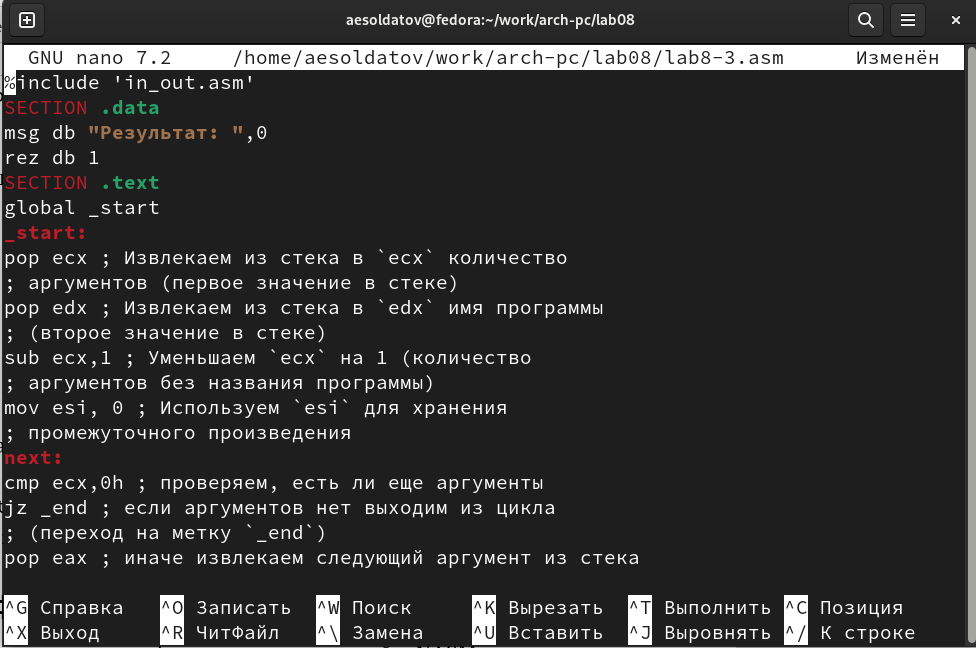 aesoldatov@fedora:~/work/arch-pc/lab08
GNU nano 7.2 /home/aesoldatov/work/arch-pc/lab08/lab8-3.asm Изменён
%include 'in_out.asm'
SECTION .data
msg db "Результат: ",0
rez db 1
SECTION .text
global _start
_start:
pop ecx ; Извлекаем из стека в `ecx` количество
; аргументов (первое значение в стеке)
pop edx ; Извлекаем из стека в `edx` имя программы
; (второе значение в стеке)
sub ecx,1 ; Уменьшаем `ecx` на 1 (количество
; аргументов без названия программы)
mov esi, 0 ; Используем `esi` для хранения
; промежуточного произведения
next:
cmp ecx,0h ; проверяем, есть ли еще аргументы
jz _end ; если аргументов нет выходим из цикла
; (переход на метку `_end`)
pop eax ; иначе извлекаем следующий аргумент из стека
^G Справка ^O Записать ^W Поиск ^K Вырезать ^T Выполнить ^C Позиция
^X Выход ^R ЧитФайл ^\ Замена ^U Вставить ^J Выровнять ^/ К строке